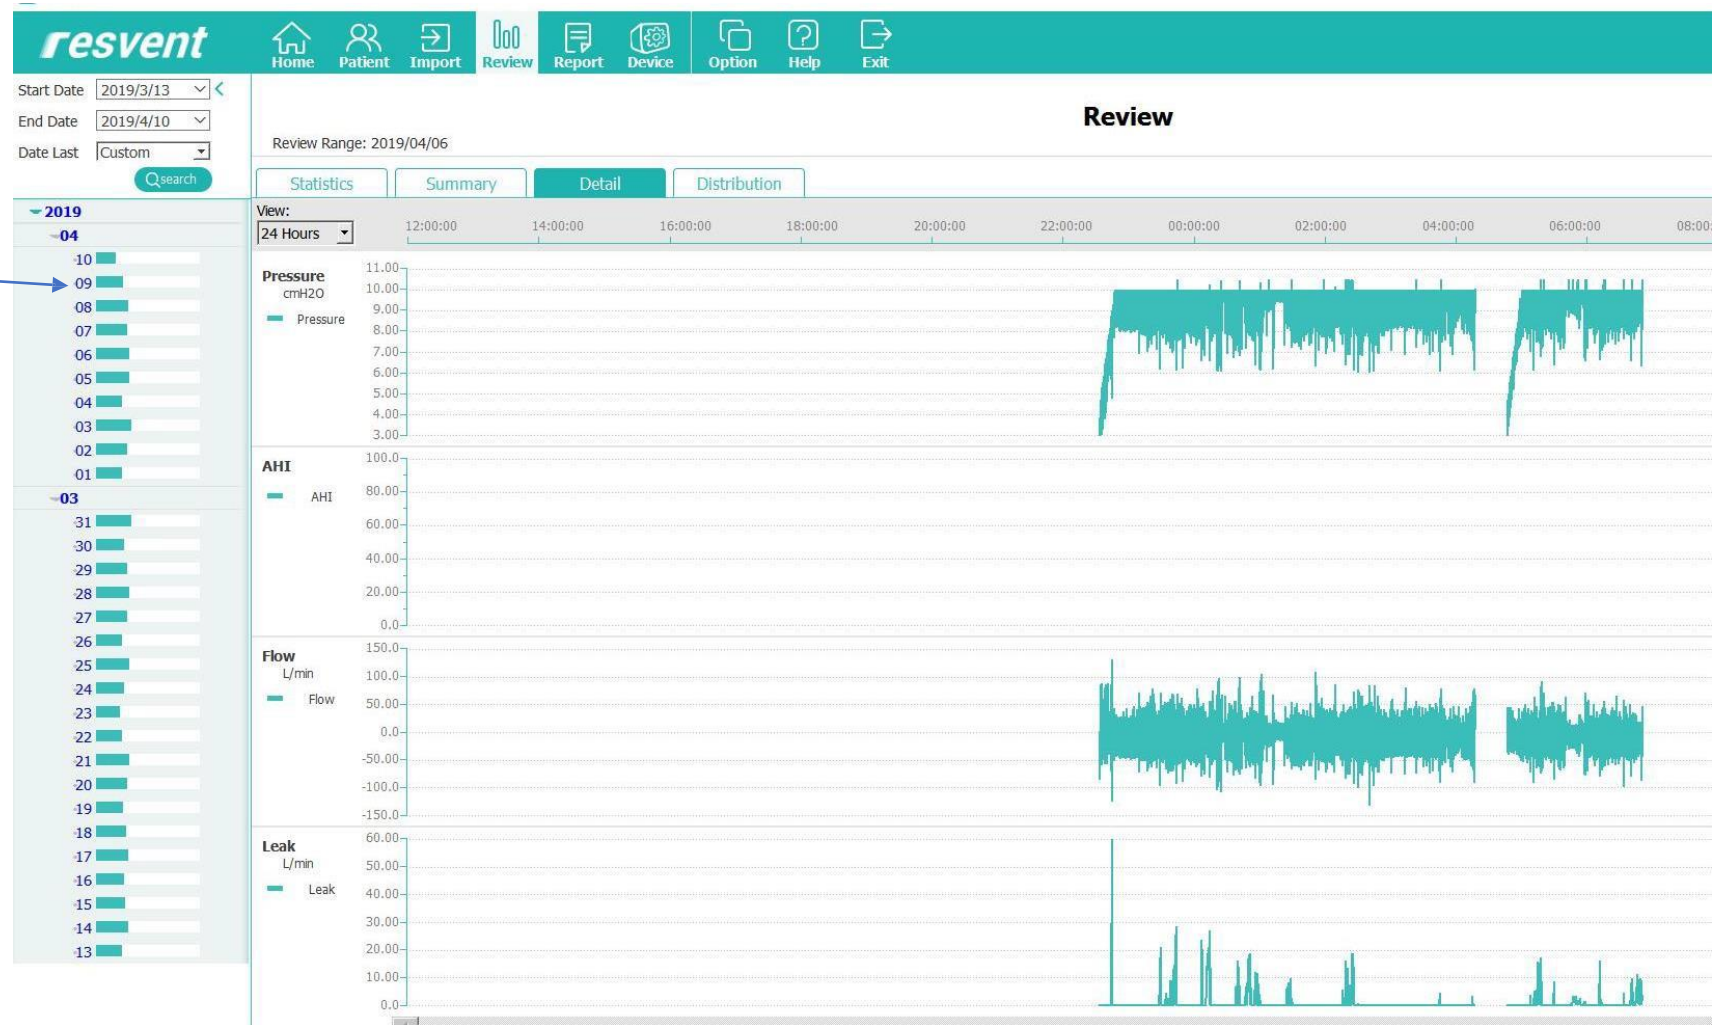 resvent
Home Patient Import Review Report Device Option Help Exit
Start Date 2019/3/13
End Date 2019/4/10
Date Last Custom
search
2019
04
10
09
08
07
06
05
04
03
02
01
03
31
30
29
28
27
26
25
24
23
22
21
20
19
18
17
16
15
14
13
Review
Review Range: 2019/04/06
Statistics Summary Detail Distribution
View:
24 Hours
12:00:00 14:00:00 16:00:00 18:00:00 20:00:00 22:00:00 00:00:00 02:00:00 04:00:00 06:00:00 08:00:
Pressure
cmH2O
Pressure
11.00
10.00
9.00
8.00
7.00
6.00
5.00
4.00
3.00
AHI
AHI
100.0
80.00
60.00
40.00
20.00
0.0
Flow
L/min
Flow
150.0
100.0
50.00
0.0
-50.00
-100.0
-150.0
Leak
L/min
Leak
60.00
50.00
40.00
30.00
20.00
10.00
0.0